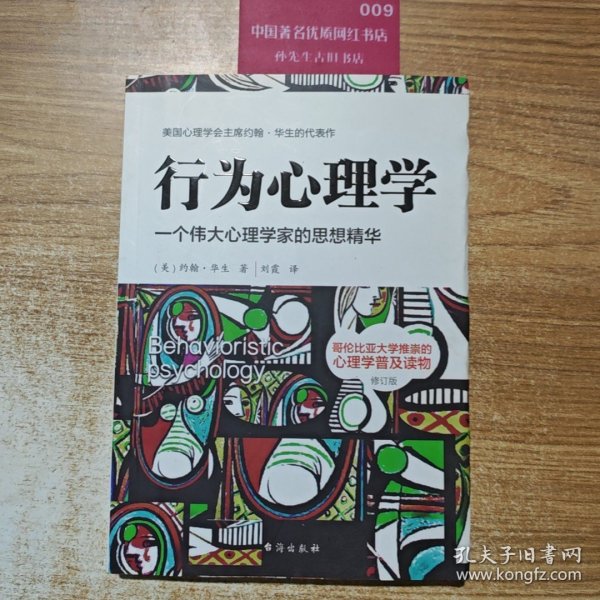 009
中国著名优质网红书店
孙先生古旧书店
美国心理学会主席约翰·华生的代表作
行为心理学
一个伟大心理学家的思想精华
(美)约翰·华生 著 刘霞 译
Behavioristic
psychology
哥伦比亚大学推崇的
心理学普及读物
修订版
台海出版社
孔夫子旧书网
www.kongfz.com